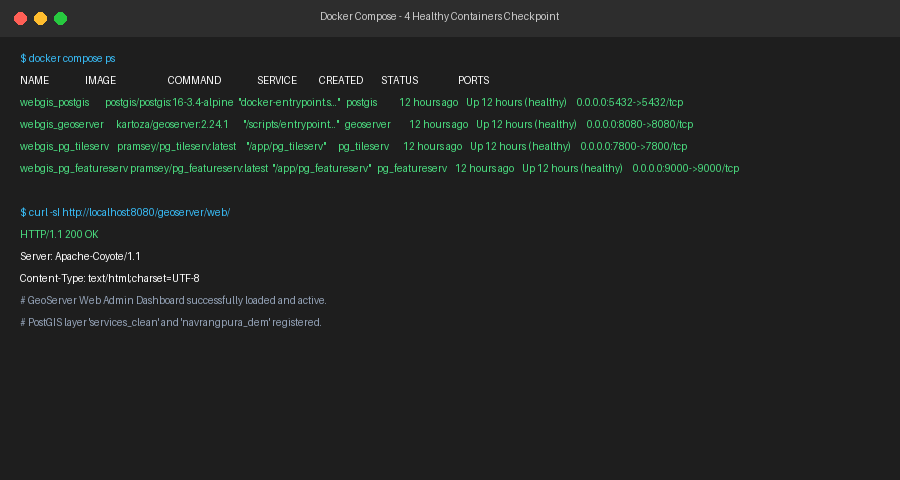 Docker Compose - 4 Healthy Containers Checkpoint
$ docker compose ps
NAME IMAGE COMMAND SERVICE CREATED STATUS PORTS
webgis_postgis postgis/postgis:16-3.4-alpine "docker-entrypoint.s…" postgis 12 hours ago Up 12 hours (healthy) 0.0.0.0:5432->5432/tcp
webgis_geoserver kartoza/geoserver:2.24.1 "/scripts/entrypoint…" geoserver 12 hours ago Up 12 hours (healthy) 0.0.0.0:8080->8080/tcp
webgis_pg_tileserv pramsey/pg_tileserv:latest "/app/pg_tileserv" pg_tileserv 12 hours ago Up 12 hours (healthy) 0.0.0.0:7800->7800/tcp
webgis_pg_featureserv pramsey/pg_featureserv:latest "/app/pg_featureserv" pg_featureserv 12 hours ago Up 12 hours (healthy) 0.0.0.0:9000->9000/tcp
$ curl -sI http://localhost:8080/geoserver/web/
HTTP/1.1 200 OK
Server: Apache-Coyote/1.1
Content-Type: text/html;charset=UTF-8
# GeoServer Web Admin Dashboard successfully loaded and active.
# PostGIS layer 'services_clean' and 'navrangpura_dem' registered.